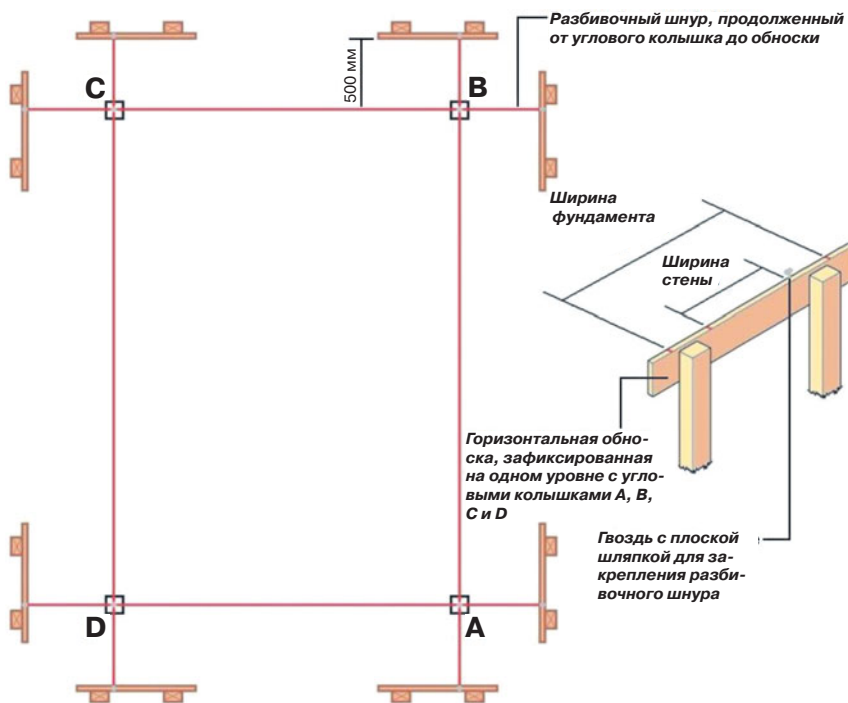 Разбивочный шнур, продолженный
от углового колышка до обноски
C
B
500 мм
Ширина
фундамента
Ширина
стены
Горизонтальная обно-
ска, зафиксированная
на одном уровне с угло-
выми колышками A, B,
C и D
Гвоздь с плоской
шляпкой для за-
крепления разби-
вочного шнура
D
A